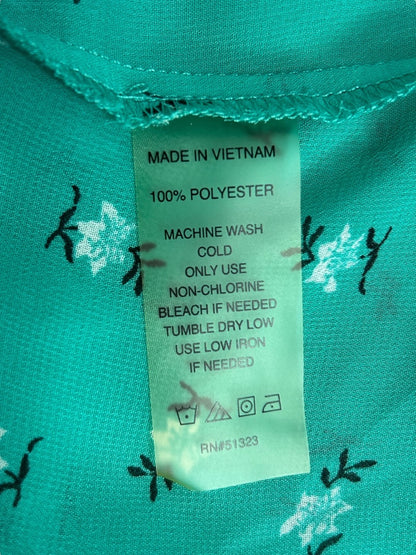 MADE IN VIETNAM
100% POLYESTER
MACHINE WASH
COLD
ONLY USE
NON-CHLORINE
BLEACH IF NEEDED
TUMBLE DRY LOW
USE LOW IRON
IF NEEDED
RN#51323